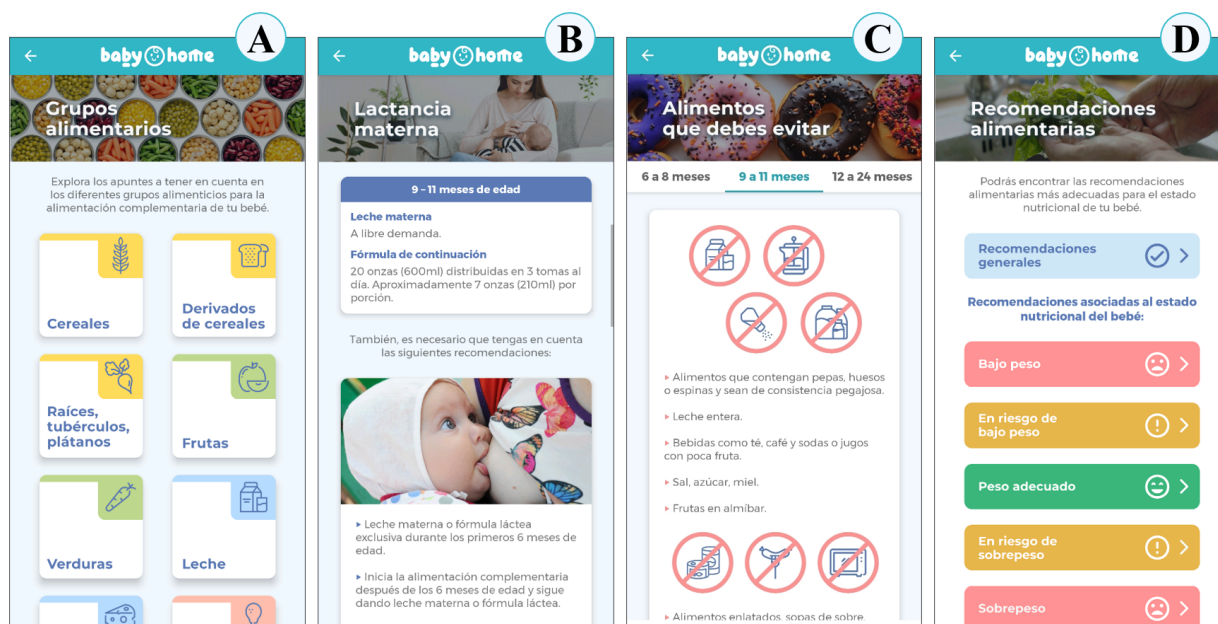 A
baby home
Grupos
alimentarios
Explora los apuntes a tener en cuenta en
los diferentes grupos alimenticios para la
alimentación complementaria de tu bebé.
Cereales
Derivados
de cereales
Raíces,
tubérculos,
plátanos
Frutas
Verduras
Leche
B
baby home
Lactancia
materna
9 – 11 meses de edad
Leche materna
A libre demanda.
Fórmula de continuación
20 onzas (600ml) distribuidas en 3 tomas al
día. Aproximadamente 7 onzas (210ml) por
porción.
También, es necesario que tengas en cuenta
las siguientes recomendaciones:
▸ Leche materna o fórmula láctea
exclusiva durante los primeros 6 meses de
edad.
▸ Inicia la alimentación complementaria
después de los 6 meses de edad y sigue
dando leche materna o fórmula láctea.
C
baby home
Alimentos
que debes evitar
6 a 8 meses
9 a 11 meses
12 a 24 meses
▸ Alimentos que contengan pepas, huesos
o espinas y sean de consistencia pegajosa.
▸ Leche entera.
▸ Bebidas como té, café y sodas o jugos
con poca fruta.
▸ Sal, azúcar, miel.
▸ Frutas en almíbar.
▸ Alimentos enlatados, sopas de sobre,
D
baby home
Recomendaciones
alimentarias
Podrás encontrar las recomendaciones
alimentarias más adecuadas para el estado
nutricional de tu bebé.
Recomendaciones
generales
Recomendaciones asociadas al estado
nutricional del bebé:
Bajo peso
En riesgo de
bajo peso
Peso adecuado
En riesgo de
sobrepeso
Sobrepeso